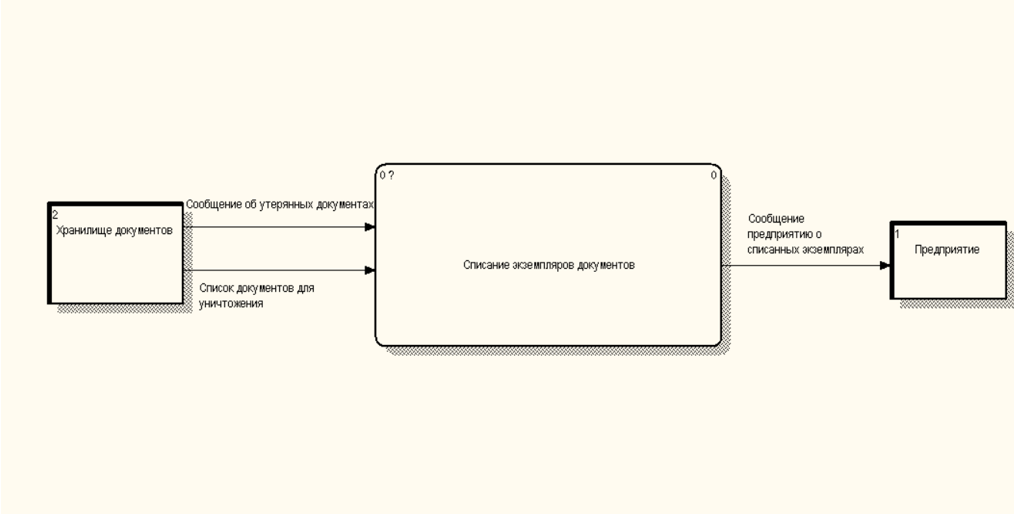 0 ?
0
2
Хранилище документов
Сообщение об утерянных документах
Список документов для
уничтожения
Списание экземпляров документов
Сообщение
предприятию о
списанных экземплярах
1
Предприятие